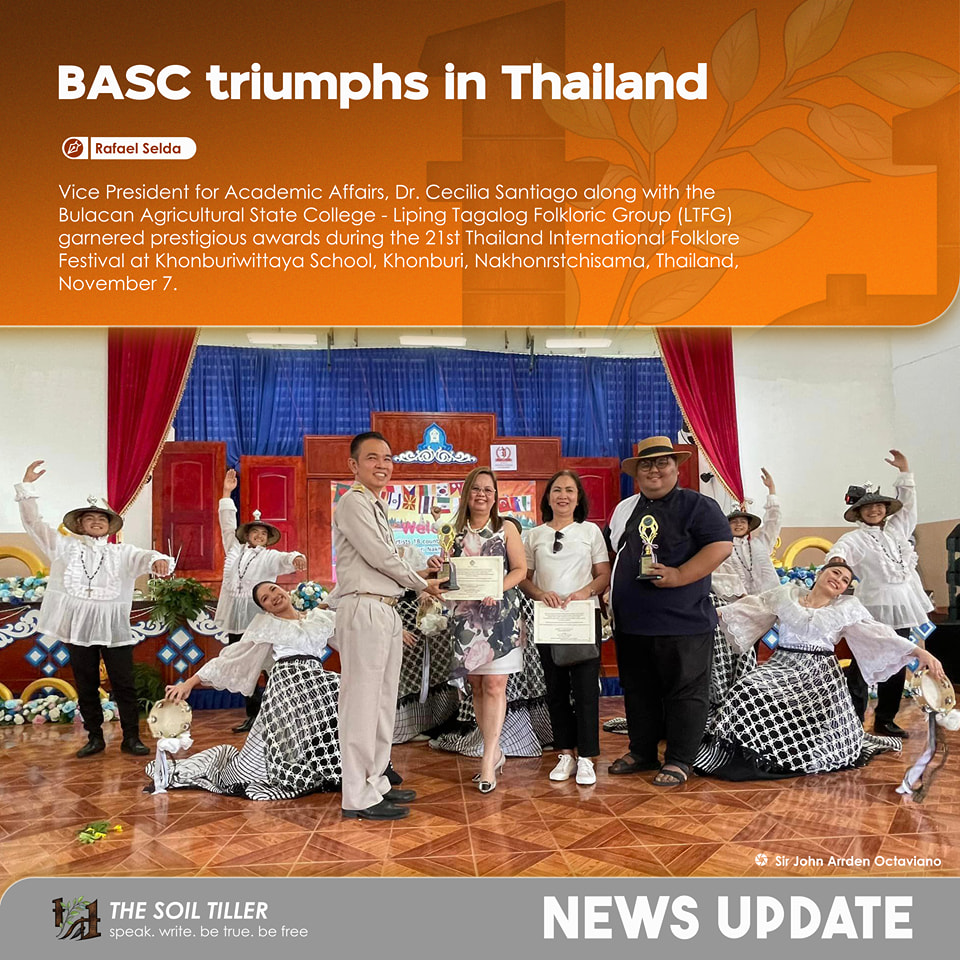 BASC triumphs in Thailand
Rafael Selda
Vice President for Academic Affairs, Dr. Cecilia Santiago along with the
Bulacan Agricultural State College - Liping Tagalog Folkloric Group (LTFG)
garnered prestigious awards during the 21st Thailand International Folklore
Festival at Khonburiwittaya School, Khonburi, Nakhonrstchisama, Thailand,
November 7.
Sir John Arrden Octaviano
THE SOIL TILLER
speak. write. be true. be free
NEWS UPDATE